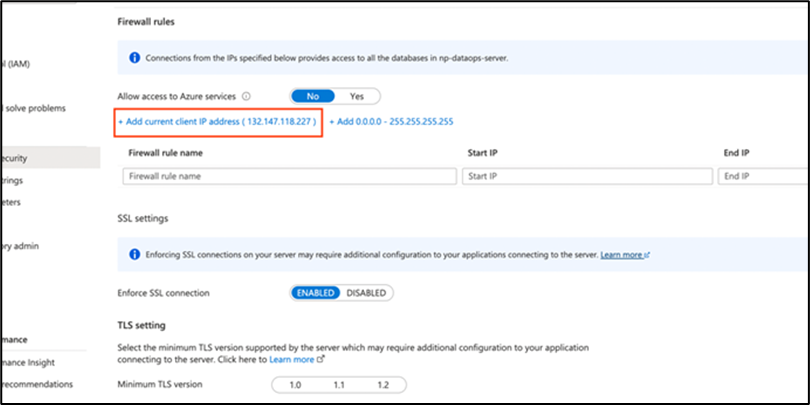 Firewall rules
Connections from the IPs specified below provides access to all the databases in np-dataops-server.
al (IAM)
Allow access to Azure services No Yes
d solve problems
+ Add current client IP address ( 132.147.118.227 ) + Add 0.0.0.0 - 255.255.255.255
ecurity
Firewall rule name Start IP End IP
ttings
Firewall rule name Start IP End IP
eters
SSL settings
ory admin
Enforcing SSL connections on your server may require additional configuration to your applications connecting to the server. Learn more
Enforce SSL connection ENABLED DISABLED
TLS setting
mance
Select the minimum TLS version supported by the server which may require additional configuration to your application
connecting to the server. Click here to Learn more
mance Insight
recommendations
Minimum TLS version 1.0 1.1 1.2